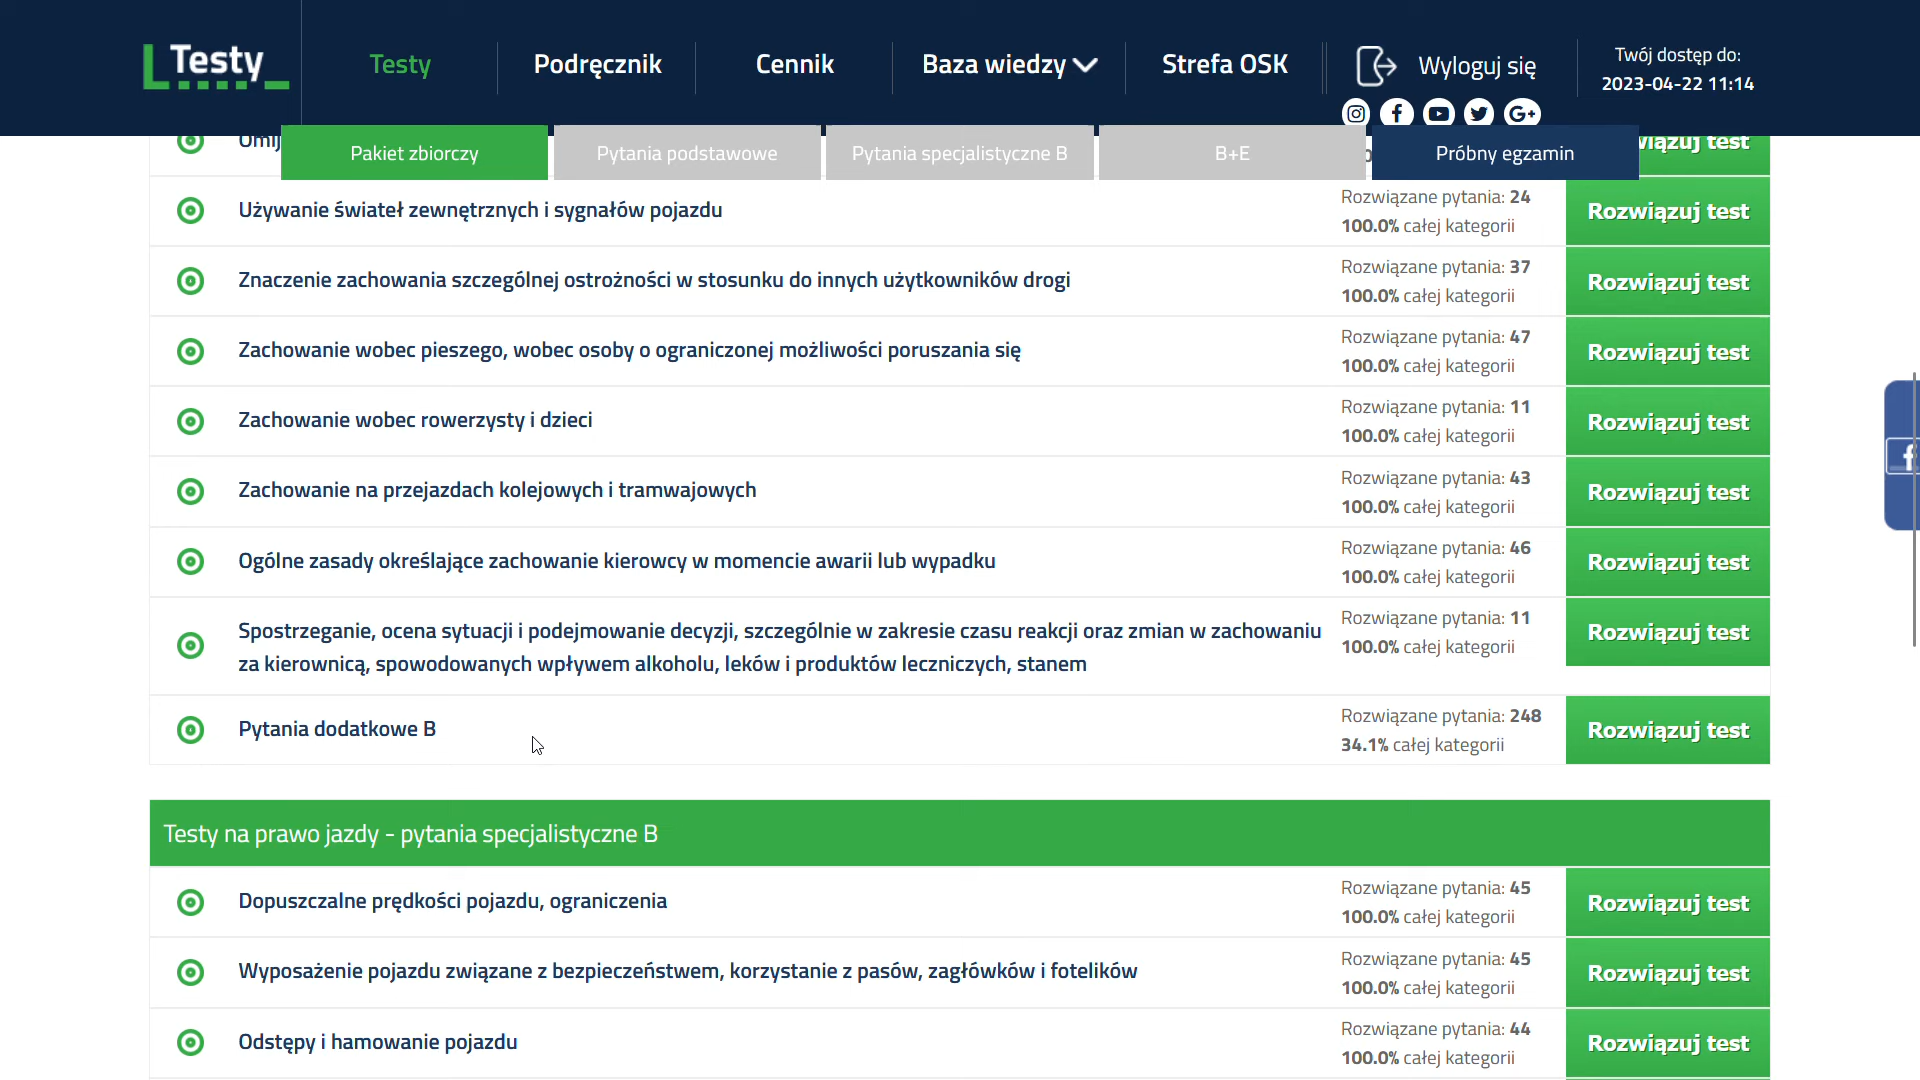 L Testy
Testy
Podręcznik
Cennik
Baza wiedzy
Strefa OSK
Wyloguj się
Twój dostęp do:
2023-04-22 11:14
Pakiet zbiorczy
Pytania podstawowe
Pytania specjalistyczne B
B+E
Próbny egzamin
Używanie świateł zewnętrznych i sygnałów pojazdu
Rozwiązane pytania: 24
100.0% całej kategorii
Rozwiązuj test
Znaczenie zachowania szczególnej ostrożności w stosunku do innych użytkowników drogi
Rozwiązane pytania: 37
100.0% całej kategorii
Rozwiązuj test
Zachowanie wobec pieszego, wobec osoby o ograniczonej możliwości poruszania się
Rozwiązane pytania: 47
100.0% całej kategorii
Rozwiązuj test
Zachowanie wobec rowerzysty i dzieci
Rozwiązane pytania: 11
100.0% całej kategorii
Rozwiązuj test
Zachowanie na przejazdach kolejowych i tramwajowych
Rozwiązane pytania: 43
100.0% całej kategorii
Rozwiązuj test
Ogólne zasady określające zachowanie kierowcy w momencie awarii lub wypadku
Rozwiązane pytania: 46
100.0% całej kategorii
Rozwiązuj test
Spostrzeganie, ocena sytuacji i podejmowanie decyzji, szczególnie w zakresie czasu reakcji oraz zmian w zachowaniu
za kierownicą, spowodowanych wpływem alkoholu, leków i produktów leczniczych, stanem
Rozwiązane pytania: 11
100.0% całej kategorii
Rozwiązuj test
Pytania dodatkowe B
Rozwiązane pytania: 248
34.1% całej kategorii
Rozwiązuj test
Testy na prawo jazdy - pytania specjalistyczne B
Dopuszczalne prędkości pojazdu, ograniczenia
Rozwiązane pytania: 45
100.0% całej kategorii
Rozwiązuj test
Wyposażenie pojazdu związane z bezpieczeństwem, korzystanie z pasów, zagłówków i fotelików
Rozwiązane pytania: 45
100.0% całej kategorii
Rozwiązuj test
Odstępy i hamowanie pojazdu
Rozwiązane pytania: 44
100.0% całej kategorii
Rozwiązuj test